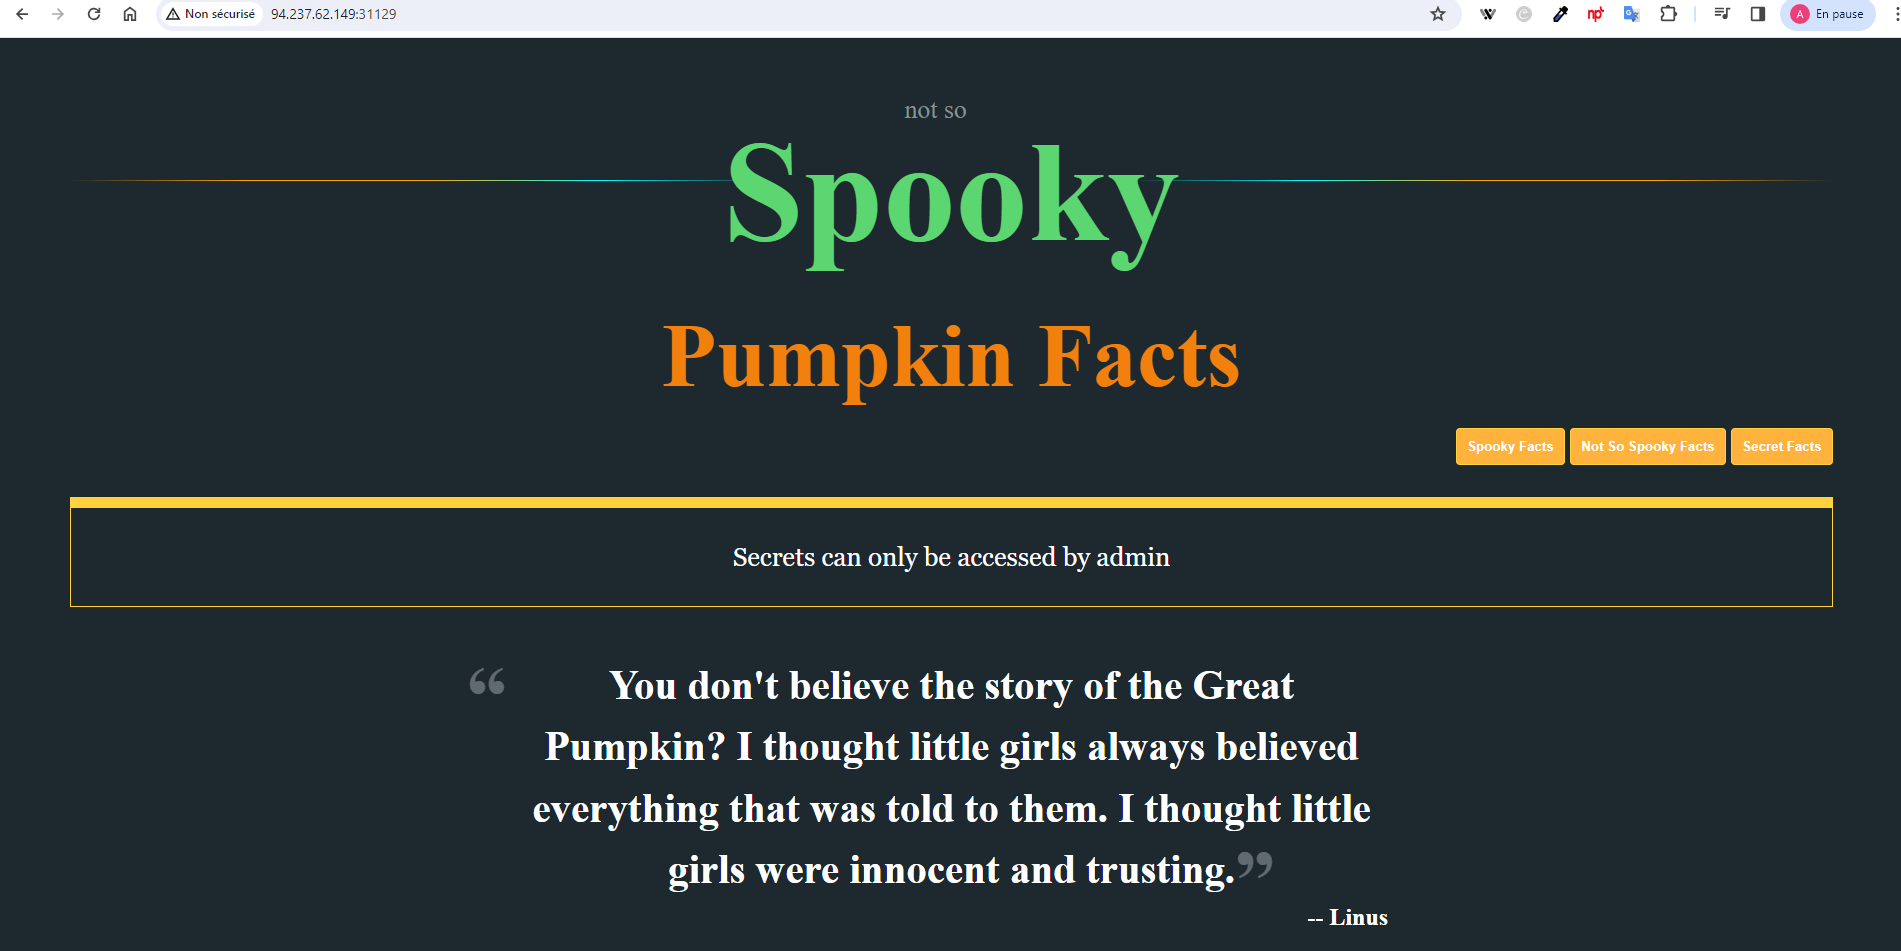 Non sécurisé 94.237.62.149:31129 En pause
A
not so
Spooky
Pumpkin Facts
Spooky Facts Not So Spooky Facts Secret Facts
Secrets can only be accessed by admin
“ You don't believe the story of the Great
Pumpkin? I thought little girls always believed
everything that was told to them. I thought little
girls were innocent and trusting.”
-- Linus